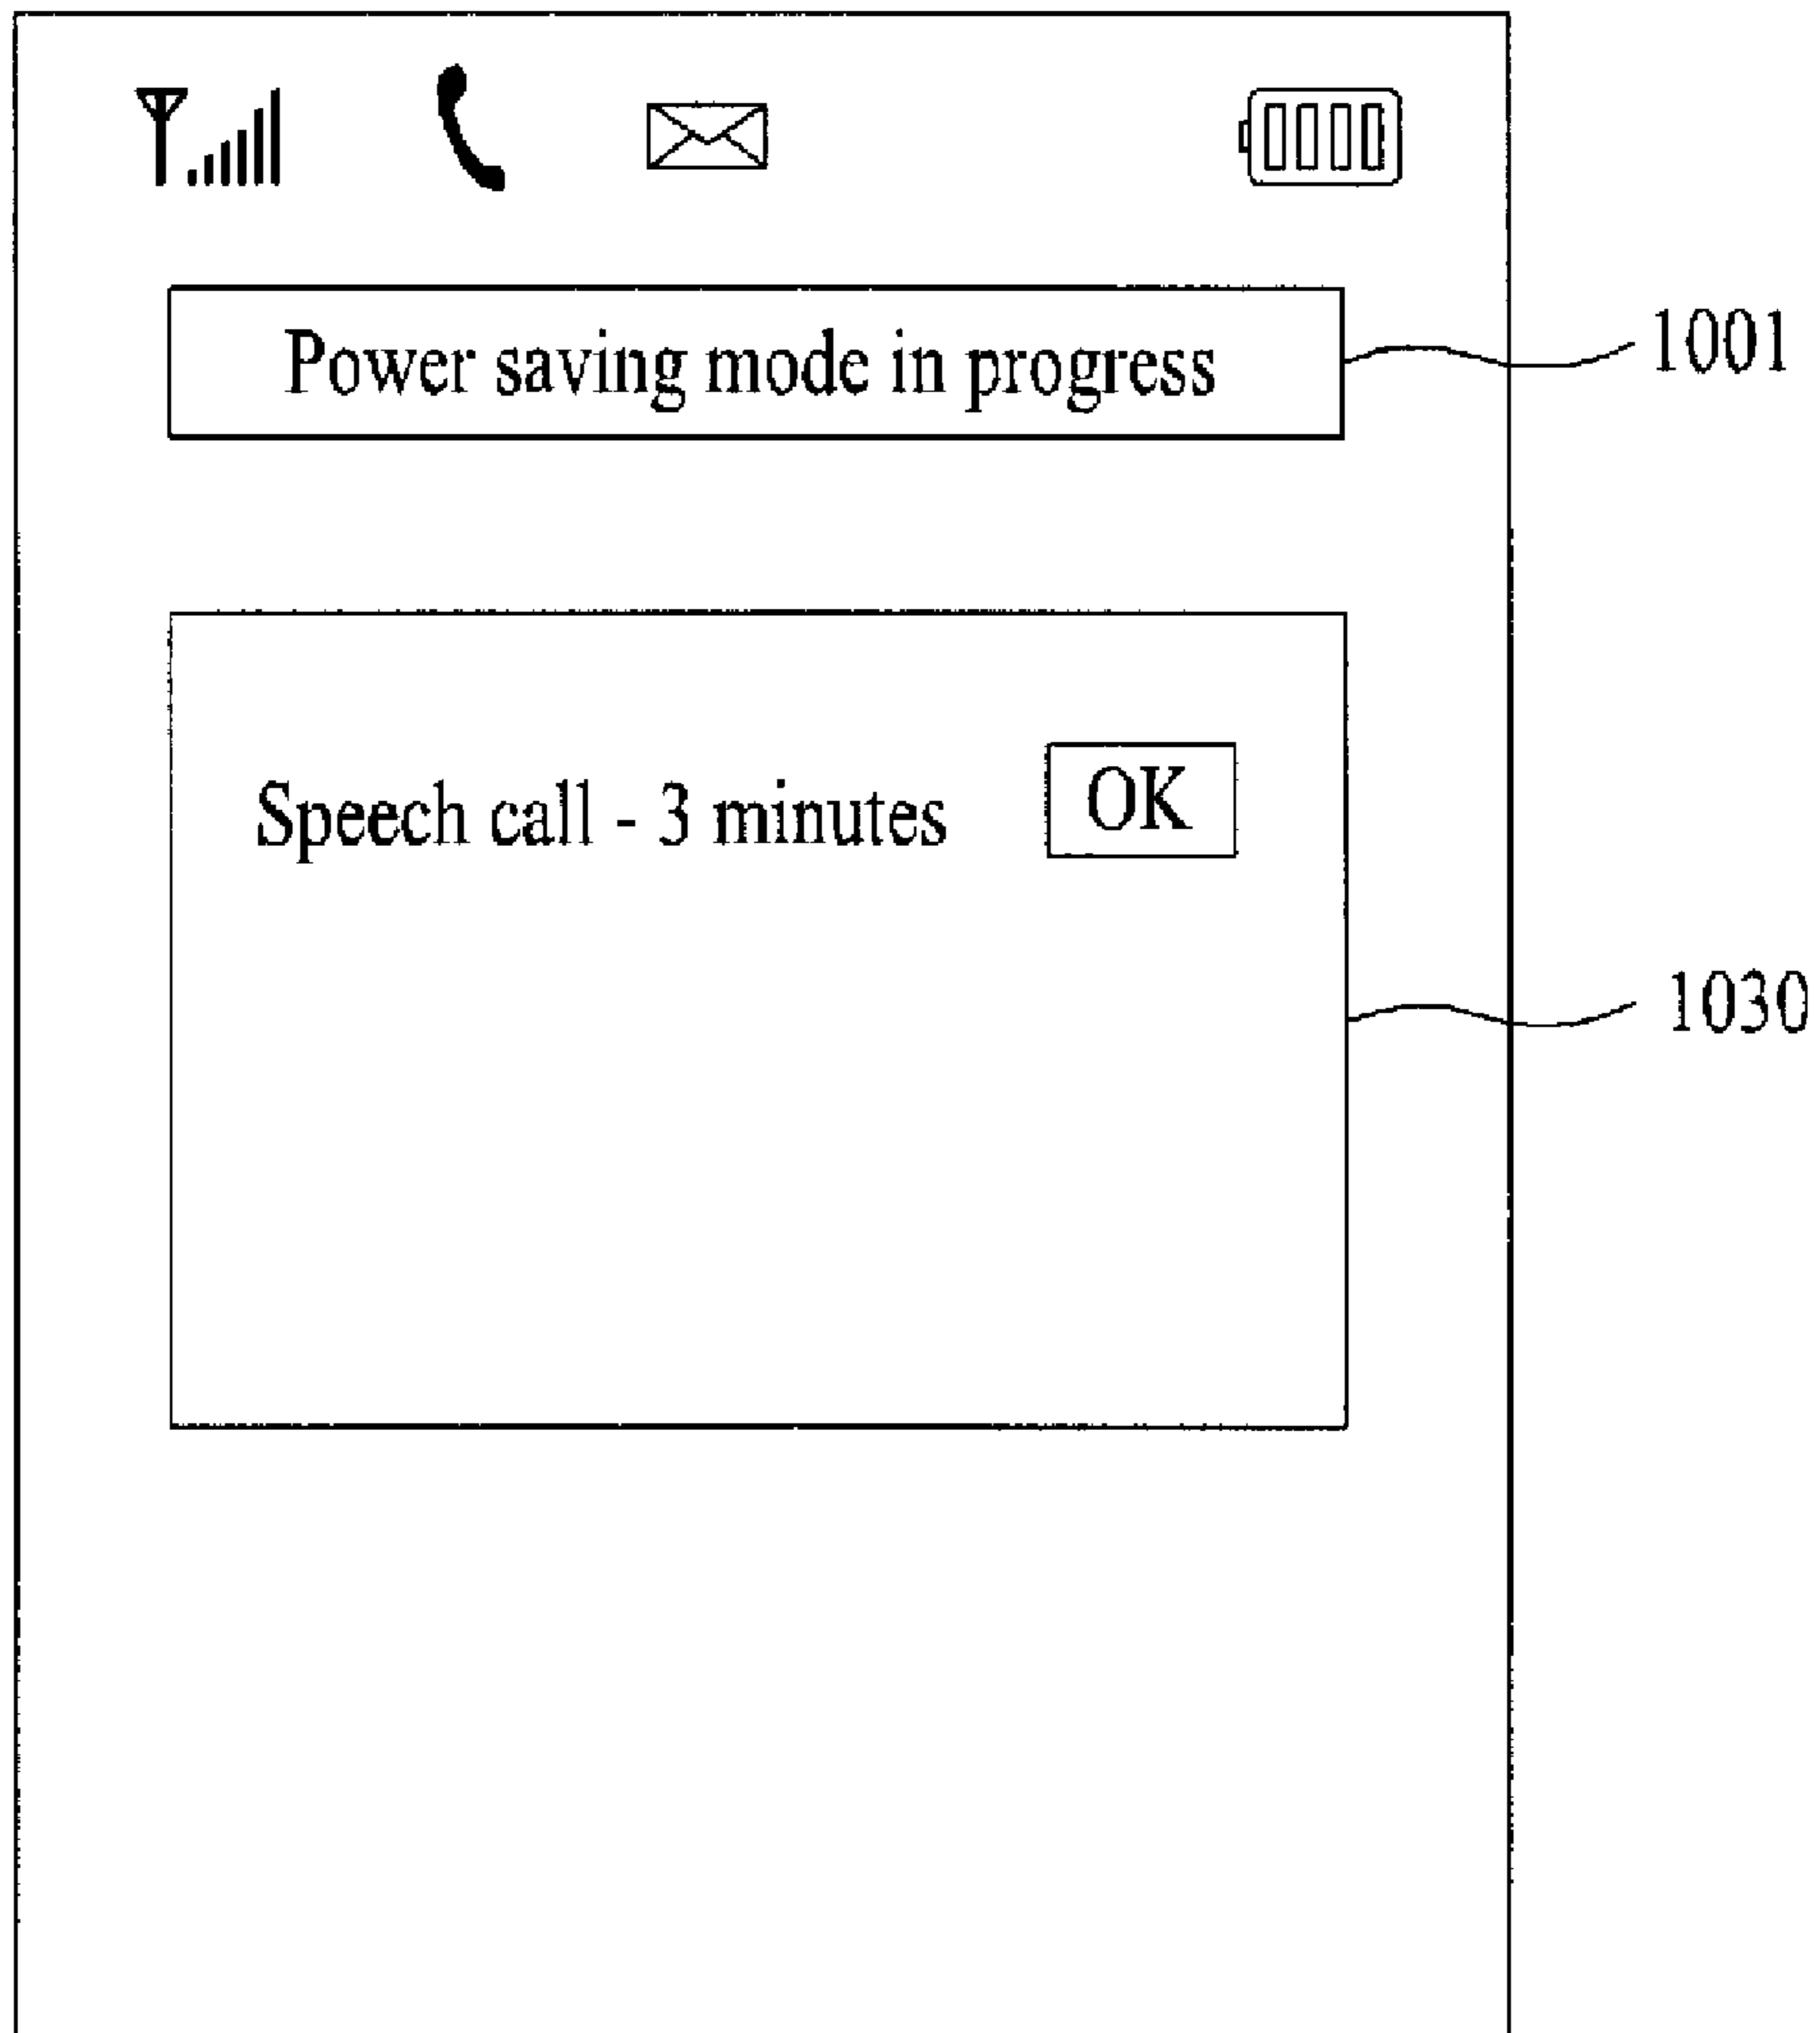 Power saving mode in progress
1001
Speech call - 3 minutes
OK
1030